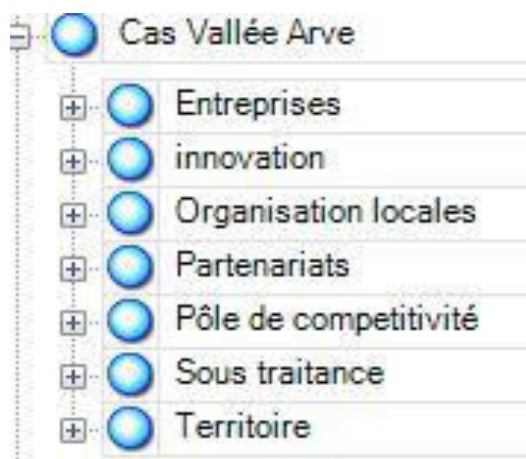 Cas Vallée Arve
Entreprises
innovation
Organisation locales
Partenariats
Pôle de competitivité
Sous traitance
Territoire